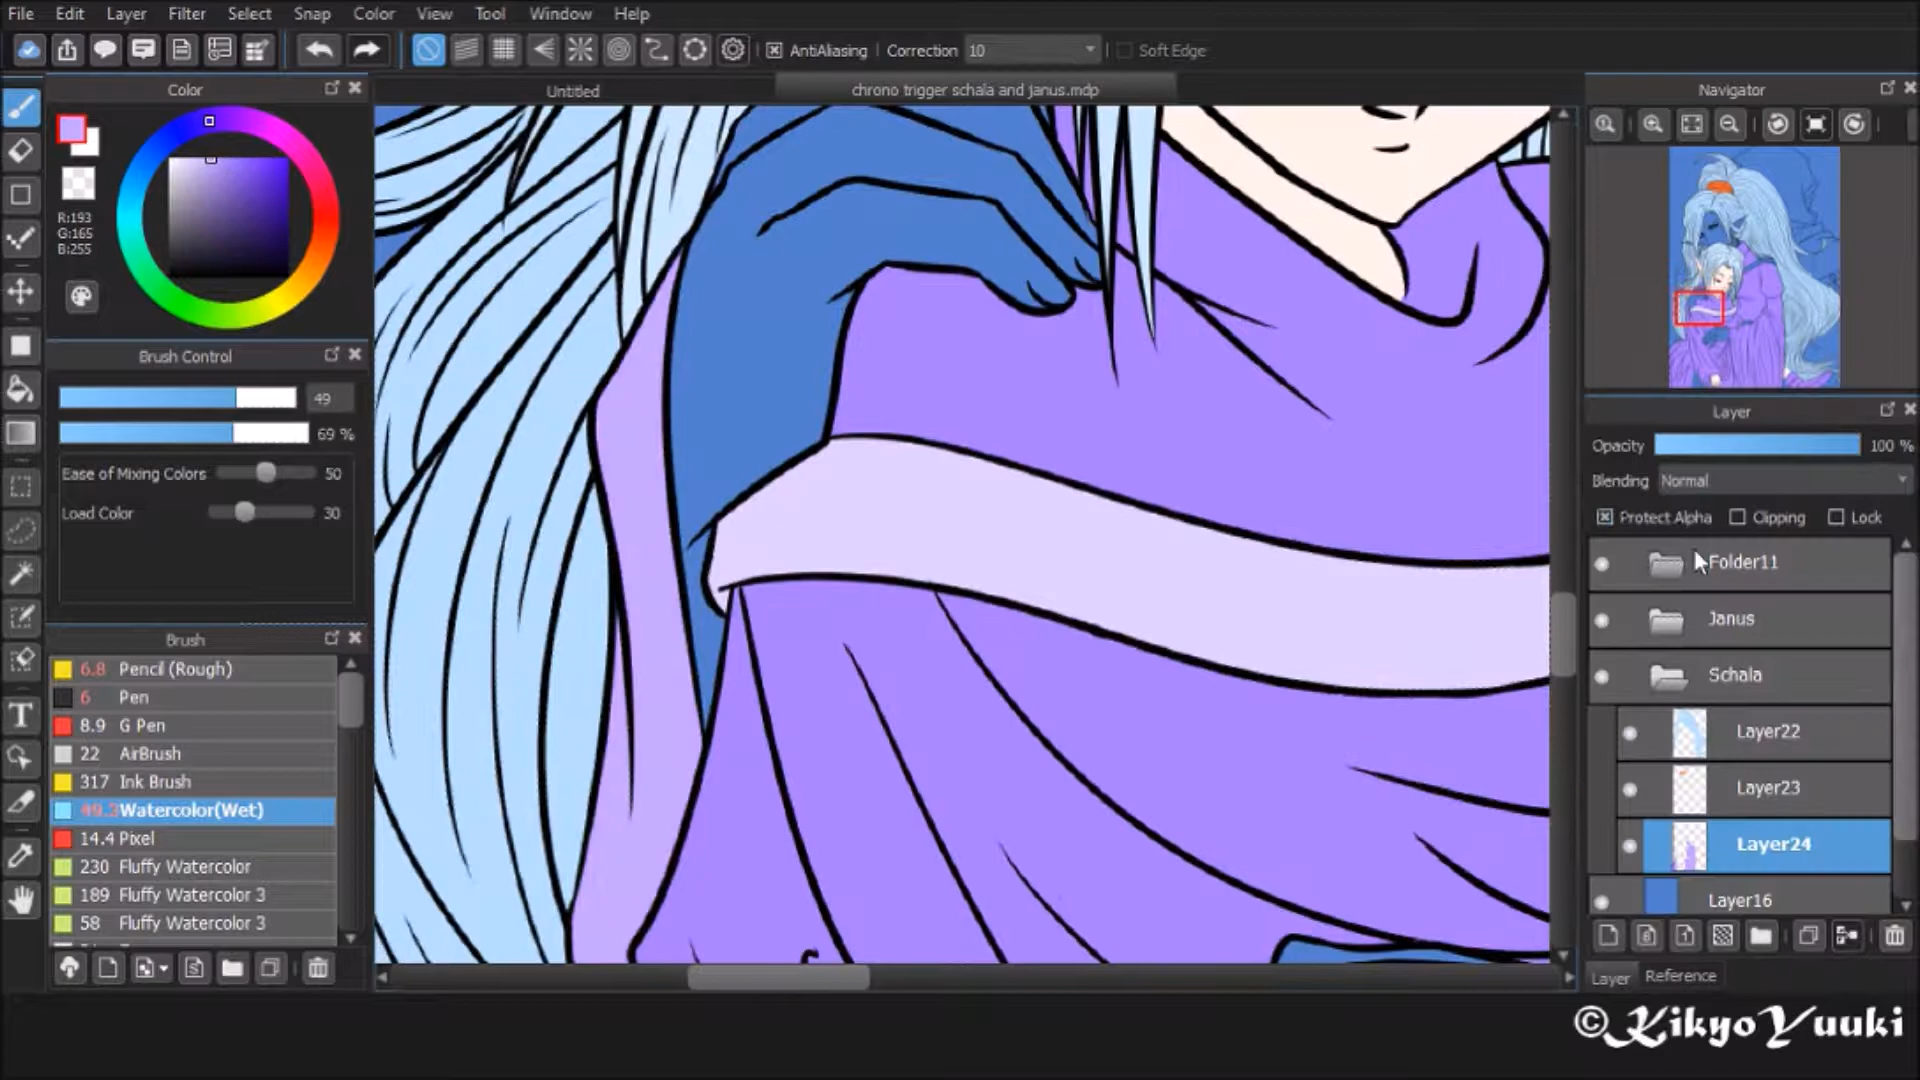 File Edit Layer Filter Select Snap Color View Tool Window Help
AntiAliasing Correction 10 Soft Edge
Color Untitled chrono trigger schala and janus.mdp Navigator
R:193
G:165
B:255
Brush Control
49
69 %
Ease of Mixing Colors 50
Load Color 30
Brush
6.8 Pencil (Rough)
6 Pen
8.9 G Pen
22 AirBrush
317 Ink Brush
49.3 Watercolor(Wet)
14.4 Pixel
230 Fluffy Watercolor
189 Fluffy Watercolor 3
58 Fluffy Watercolor 3
Layer
Opacity 100 %
Blending Normal
Protect Alpha Clipping Lock
Folder11
Janus
Schala
Layer22
Layer23
Layer24
Layer16
Layer Reference
©KikyoYuuki